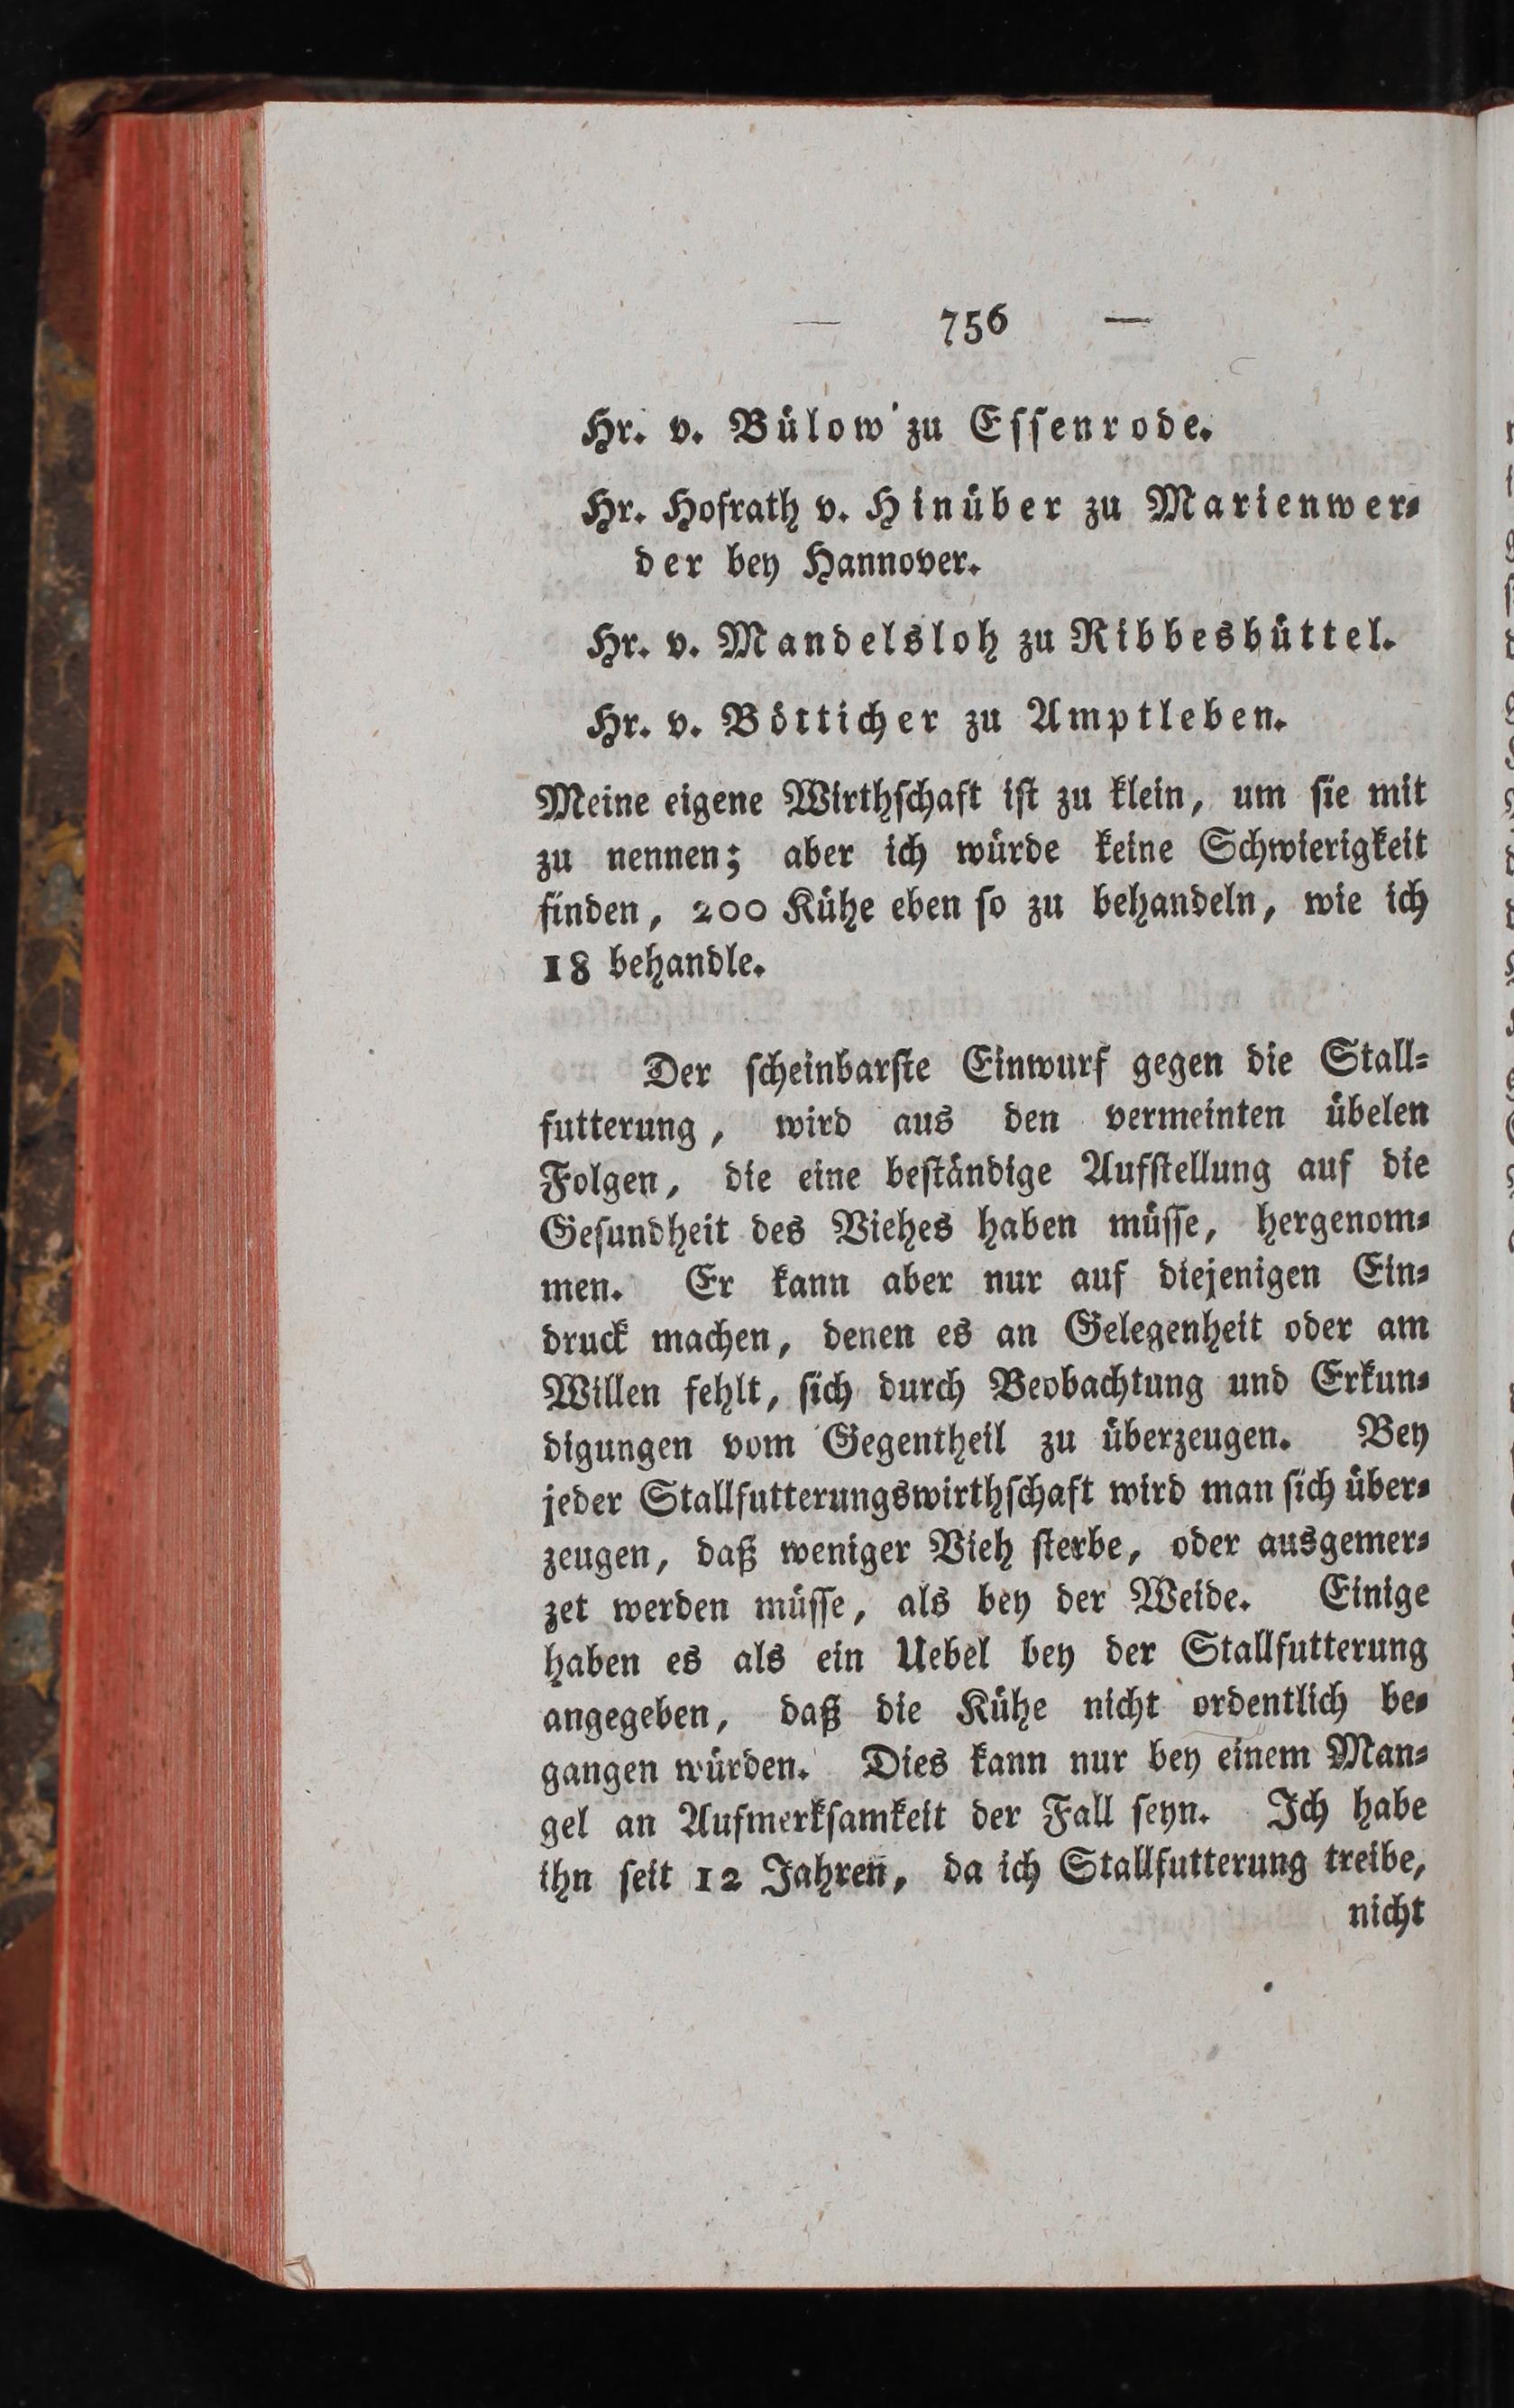 — 756 —
Hr. v. Bülow zu Essenrode.
Hr. Hofrath v. Hinüber zu Marienwer-
der bey Hannover.
Hr. v. Mandelsloh zu Ribbesbüttel.
Hr. v. Bötticher zu Amptleben.
Meine eigene Wirthschaft ist zu klein, um sie mit
zu nennen; aber ich würde keine Schwierigkeit
finden, 200 Kühe eben so zu behandeln, wie ich
18 behandle.
Der scheinbarste Einwurf gegen die Stall-
futterung, wird aus den vermeinten übelen
Folgen, die eine beständige Aufstellung auf die
Gesundheit des Viehes haben müsse, hergenom-
men. Er kann aber nur auf diejenigen Ein-
druck machen, denen es an Gelegenheit oder am
Willen fehlt, sich durch Beobachtung und Erkun-
digungen vom Gegentheil zu überzeugen. Bey
jeder Stallfutterungswirthschaft wird man sich über-
zeugen, daß weniger Vieh sterbe, oder ausgemer-
zet werden müsse, als bey der Weide. Einige
haben es als ein Uebel bey der Stallfutterung
angegeben, daß die Kühe nicht ordentlich be-
gangen würden. Dies kann nur bey einem Man-
gel an Aufmerksamkeit der Fall seyn. Ich habe
ihn seit 12 Jahren, da ich Stallfutterung treibe,
nicht